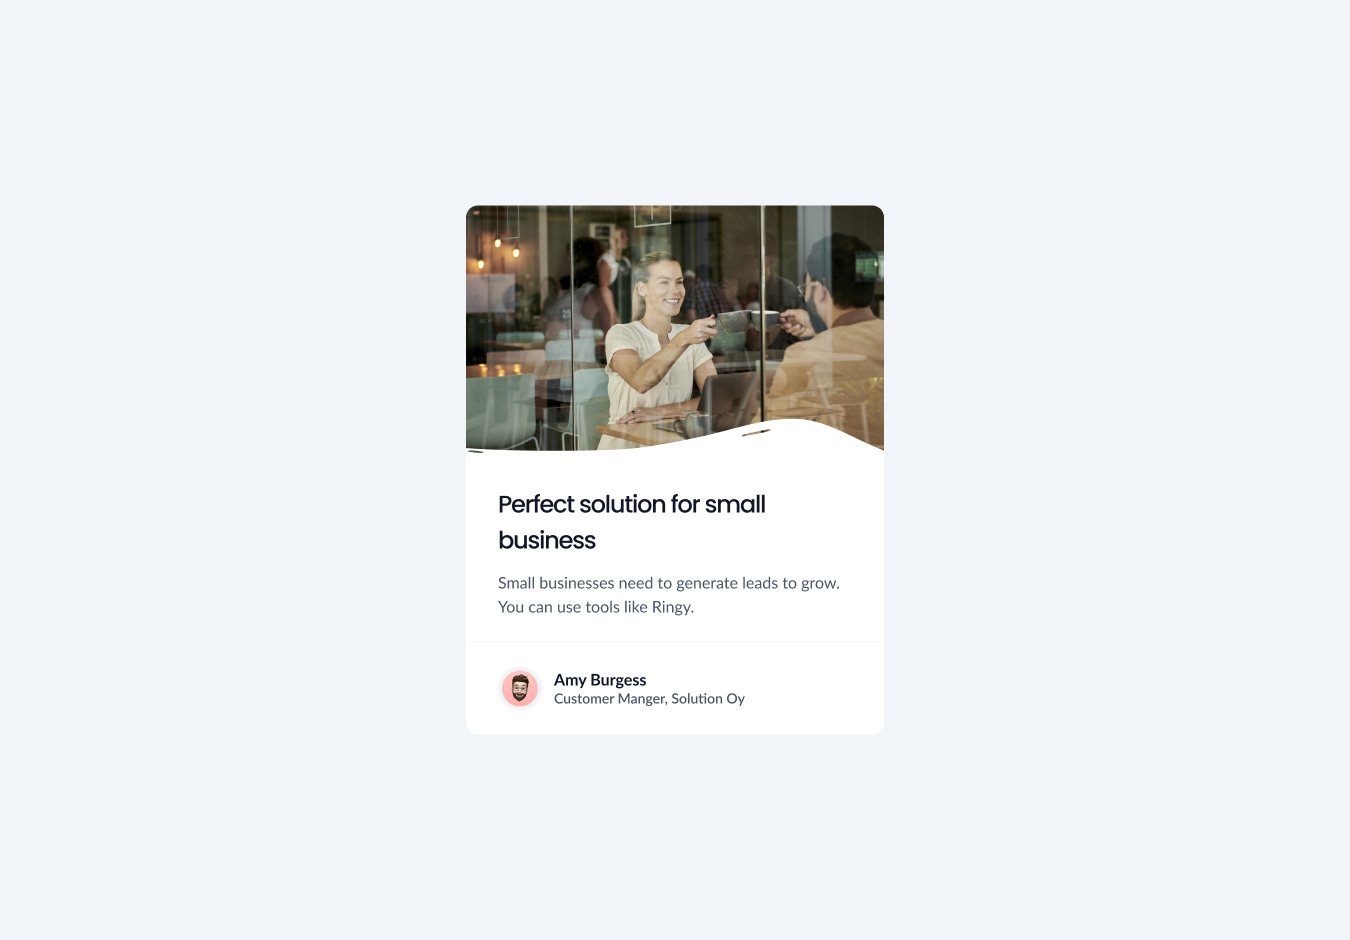 Perfect solution for small
business
Small businesses need to generate leads to grow.
You can use tools like Ringy.
Amy Burgess
Customer Manger, Solution Oy